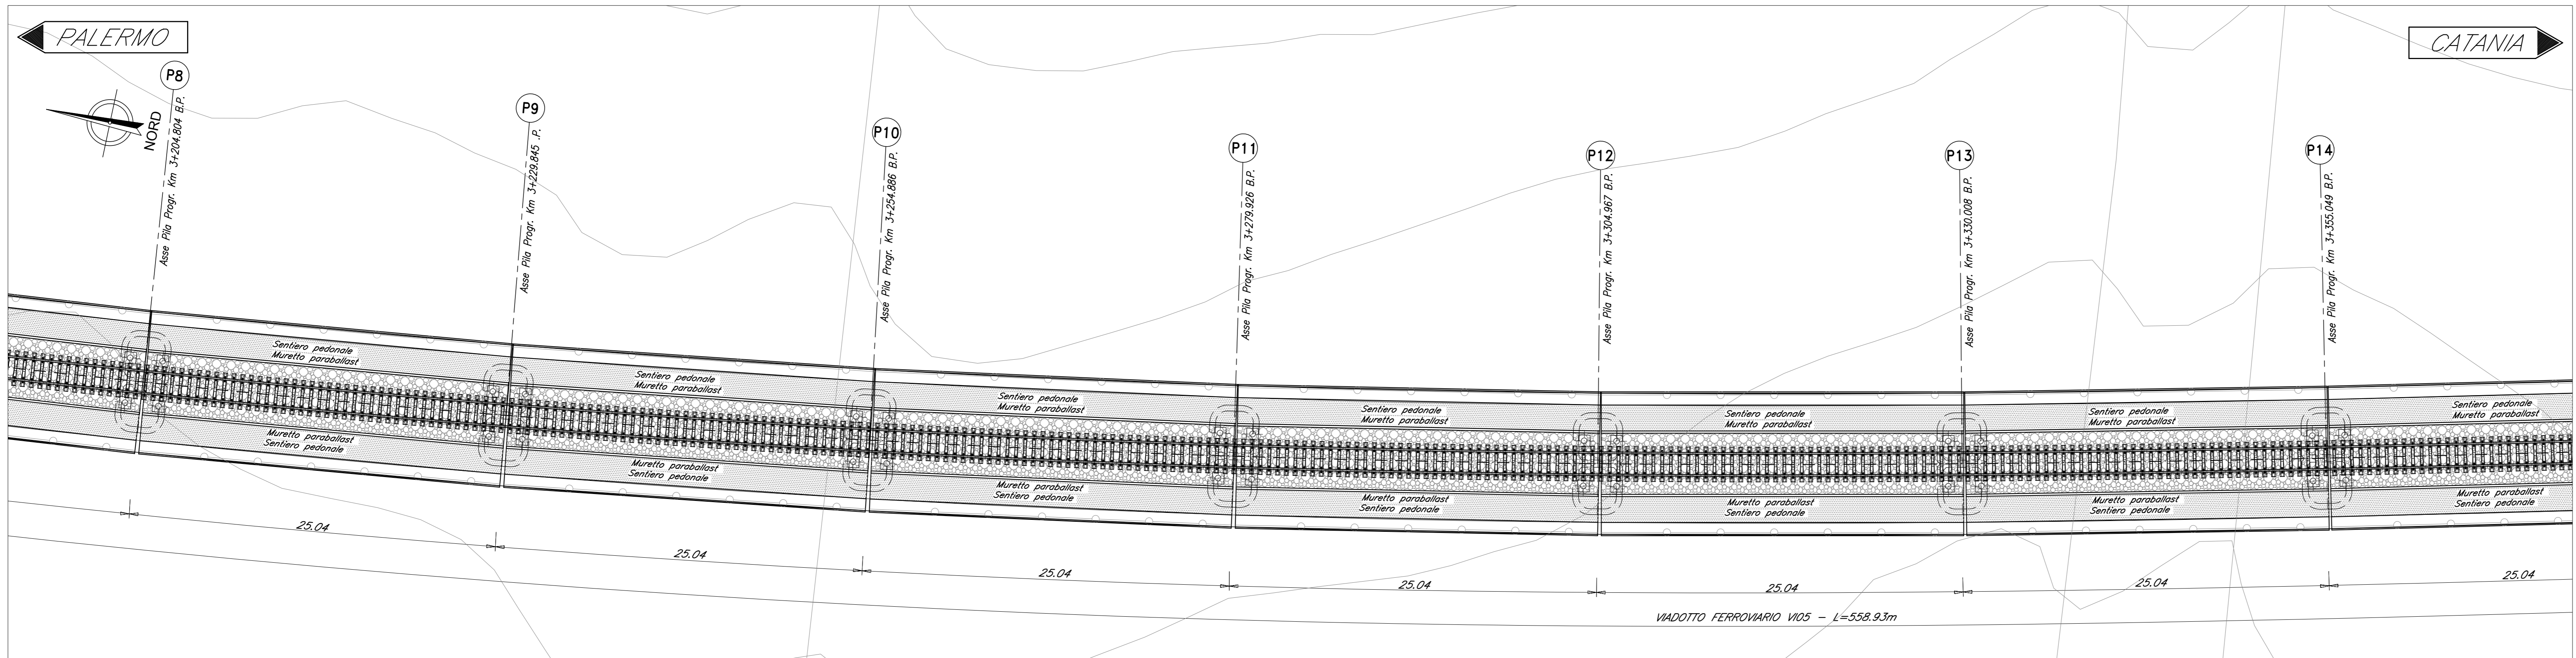 PALERMO
CATANIA
NORD
P8
Asse Pila Progr. Km 3+204.804 B.P.
P9
Asse Pila Progr. Km 3+229.845 .P.
P10
Asse Pila Progr. Km 3+254.886 B.P.
P11
Asse Pila Progr. Km 3+279.926 B.P.
P12
Asse Pila Progr. Km 3+304.967 B.P.
P13
Asse Pila Progr. Km 3+330.008 B.P.
P14
Asse Pila Progr. Km 3+355.049 B.P.
Sentiero pedonale
Muretto paraballast
Sentiero pedonale
Muretto paraballast
Sentiero pedonale
Muretto paraballast
Sentiero pedonale
Muretto paraballast
Sentiero pedonale
Muretto paraballast
Sentiero pedonale
Muretto paraballast
Sentiero pedonale
Muretto paraballast
Muretto paraballast
Sentiero pedonale
Muretto paraballast
Sentiero pedonale
Muretto paraballast
Sentiero pedonale
Muretto paraballast
Sentiero pedonale
Muretto paraballast
Sentiero pedonale
Muretto paraballast
Sentiero pedonale
Muretto paraballast
Sentiero pedonale
25.04
25.04
25.04
25.04
25.04
25.04
25.04
VIADOTTO FERROVIARIO VI05 - L=558.93m